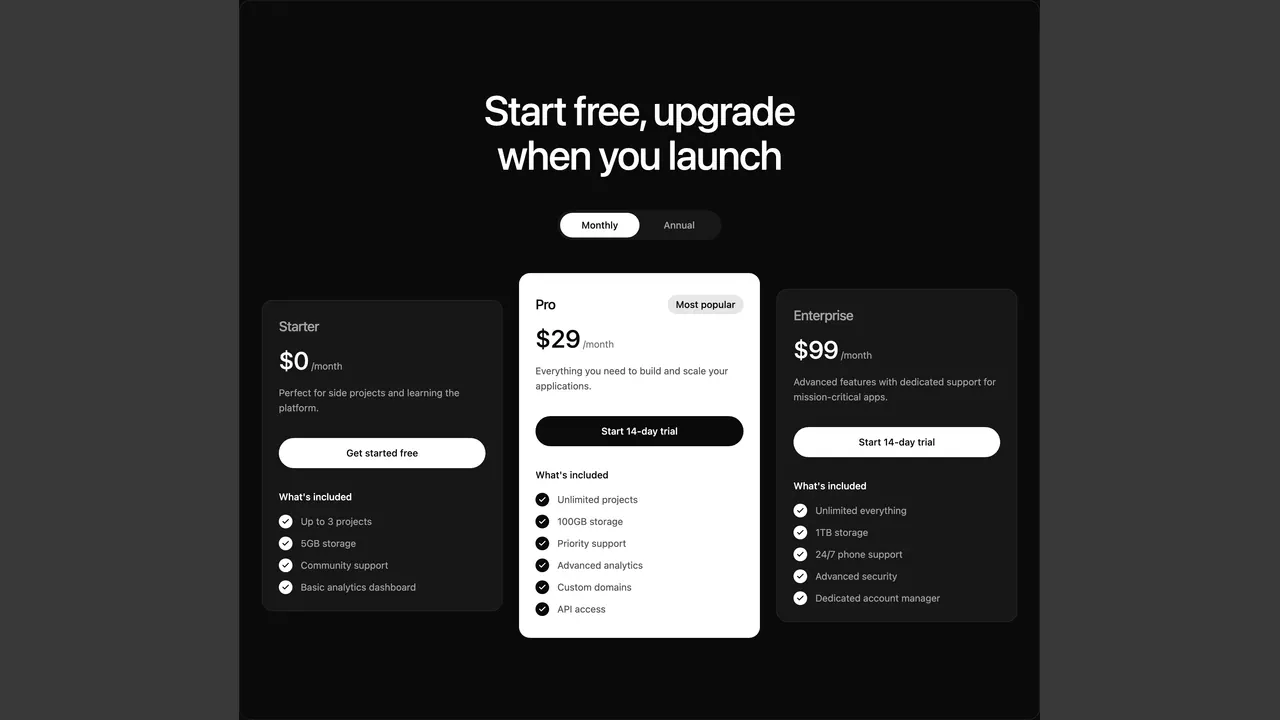 Start free, upgrade
when you launch
Monthly
Annual
Starter
$0 /month
Perfect for side projects and learning the
platform.
Get started free
What's included
Up to 3 projects
5GB storage
Community support
Basic analytics dashboard
Pro
Most popular
$29 /month
Everything you need to build and scale your
applications.
Start 14-day trial
What's included
Unlimited projects
100GB storage
Priority support
Advanced analytics
Custom domains
API access
Enterprise
$99 /month
Advanced features with dedicated support for
mission-critical apps.
Start 14-day trial
What's included
Unlimited everything
1TB storage
24/7 phone support
Advanced security
Dedicated account manager